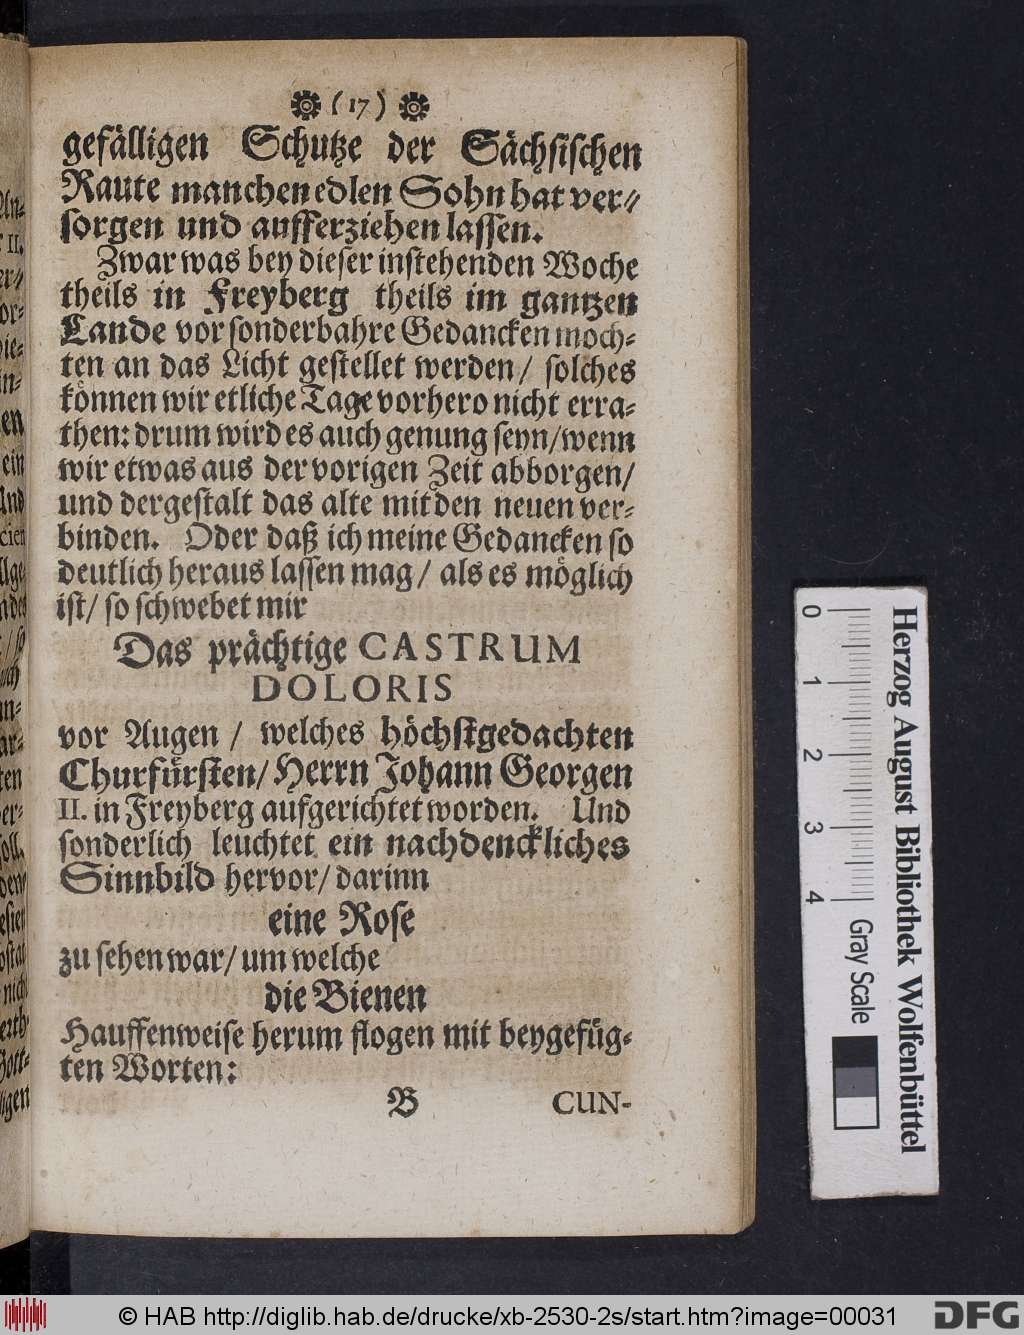 (17)
gefälligen Schutze der Sächsischen
Raute manchen edlen Sohn hat ver-
sorgen und aufferziehen lassen.
Zwar was bey dieser instehenden Woche
theils in Freyberg theils im gantzen
Lande vor sonderbahre Gedancken moch-
ten an das Licht gestellet werden / solches
können wir etliche Tage vorhero nicht erra-
then: drum wird es auch genung seyn/ wenn
wir etwas aus der vorigen Zeit abborgen/
und dergestalt das alte mit den neuen ver-
binden. Oder daß ich meine Gedancken so
deutlich heraus lassen mag / als es möglich
ist/ so schwebet mir
Das prächtige CASTRUM
DOLORIS
vor Augen / welches höchstgedachten
Churfürsten/ Herrn Johann Georgen
II. in Freyberg aufgerichtet worden. Und
sonderlich leuchtet ein nachdenckliches
Sinnbild hervor/ darinn
eine Rose
zu sehen war/ um welche
die Bienen
Hauffenweise herum flogen mit beygefüg-
ten Worten:
B CUN-
0 1 2 3 4 Gray Scale
Herzog August Bibliothek Wolfenbüttel
© HAB http://diglib.hab.de/drucke/xb-2530-2s/start.htm?image=00031
DFG